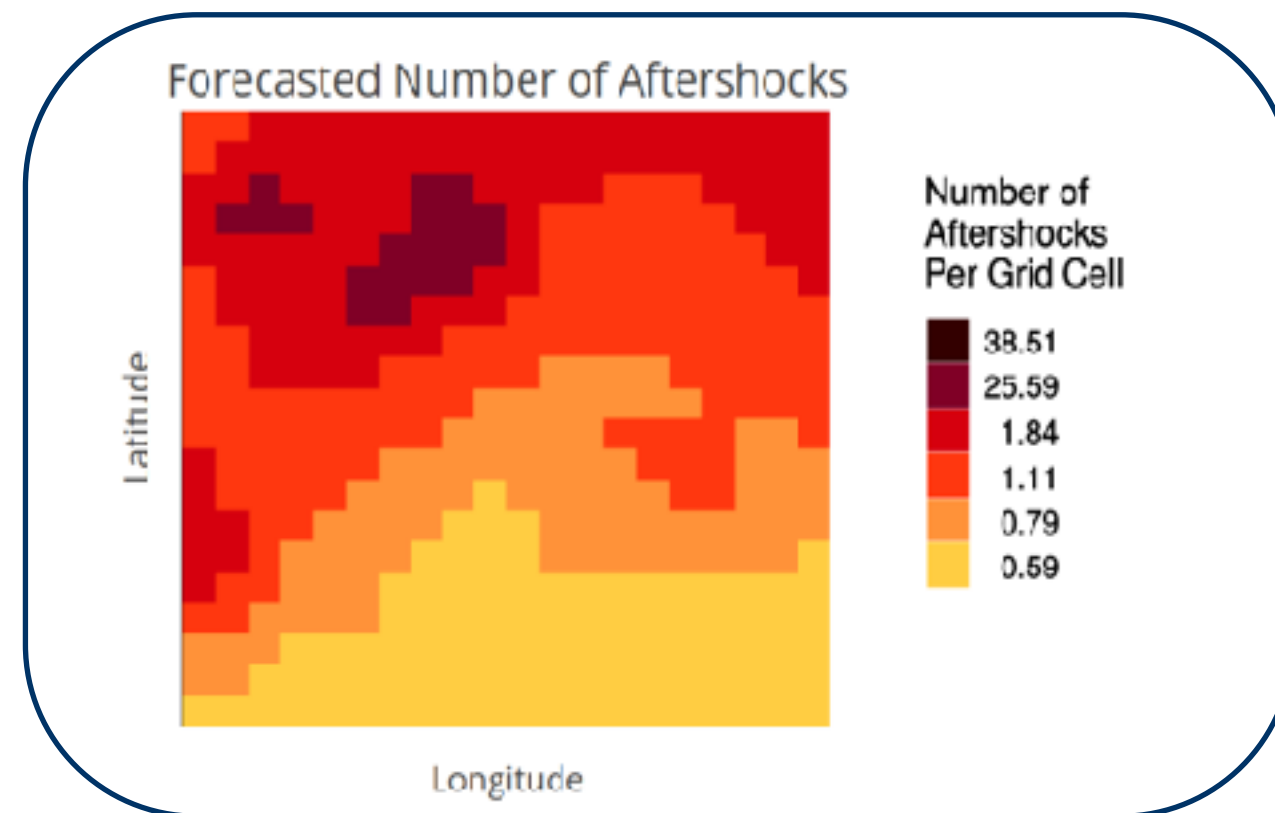 Forecasted Number of Aftershocks
Latitude
Longitude
Number of
Aftershocks
Per Grid Cell
38.51
25.59
1.84
1.11
0.79
0.59